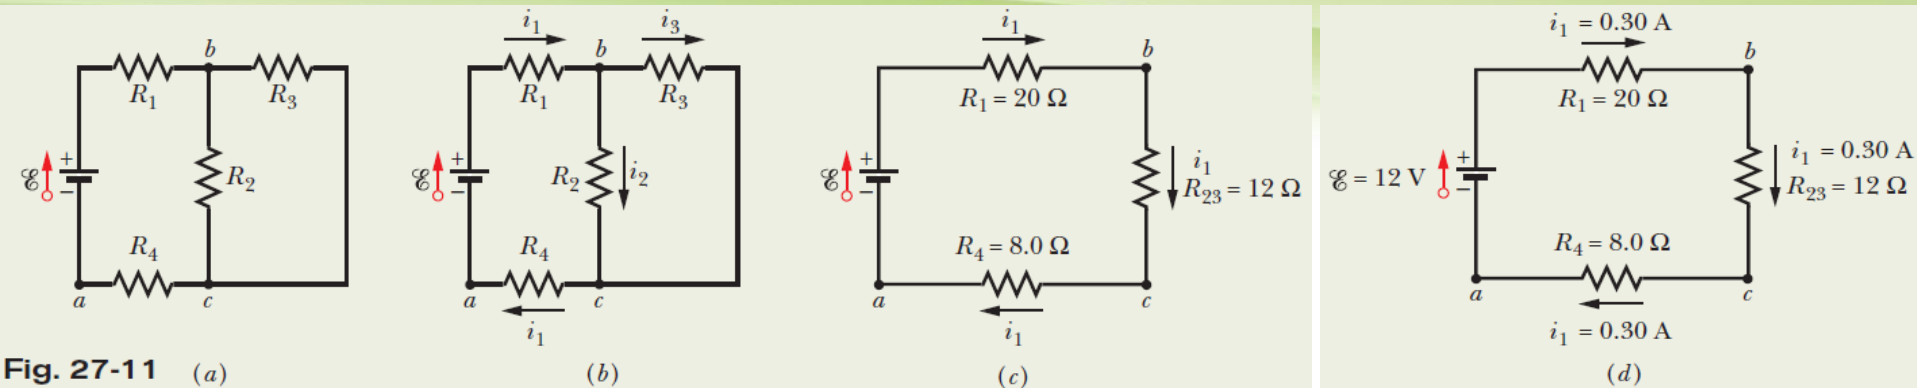 b
R1
R3
+
ℰ
−
R2
R4
a
c
Fig. 27-11
(a)
i1
i3
b
R1
R3
+
ℰ
−
R2
i2
R4
a
c
i1
(b)
i1
b
R1 = 20 Ω
+
ℰ
−
i1
R23 = 12 Ω
R4 = 8.0 Ω
a
c
i1
(c)
i1 = 0.30 A
b
R1 = 20 Ω
ℰ = 12 V
+
−
i1 = 0.30 A
R23 = 12 Ω
R4 = 8.0 Ω
a
c
i1 = 0.30 A
(d)